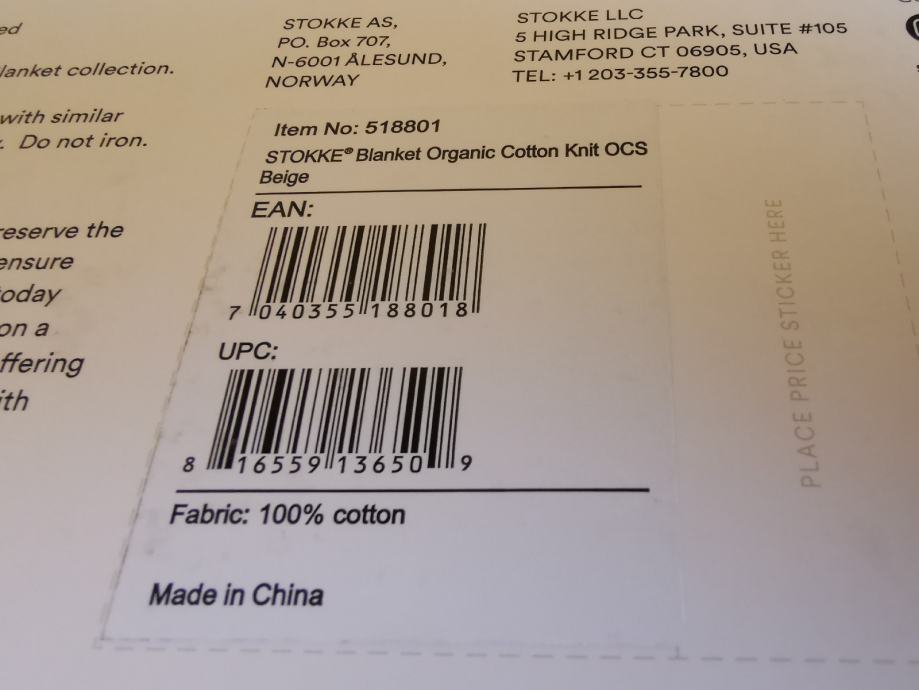 ed
lanket collection.
with similar
. Do not iron.
reserve the
ensure
today
on a
ffering
ith
STOKKE AS,
PO. Box 707,
N-6001 ÅLESUND,
NORWAY
STOKKE LLC
5 HIGH RIDGE PARK, SUITE #105
STAMFORD CT 06905, USA
TEL: +1 203-355-7800
Item No: 518801
STOKKE® Blanket Organic Cotton Knit OCS
Beige
EAN:
7 040355 188018
UPC:
8 16559 13650 9
Fabric: 100% cotton
Made in China
PLACE PRICE STICKER HERE